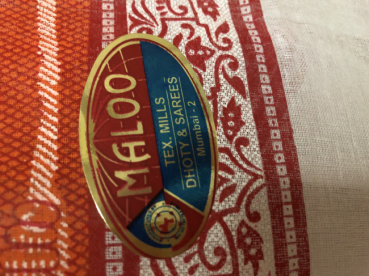 MALOO
TEX. MILLS
DHOTY & SAREES
Mumbai - 2